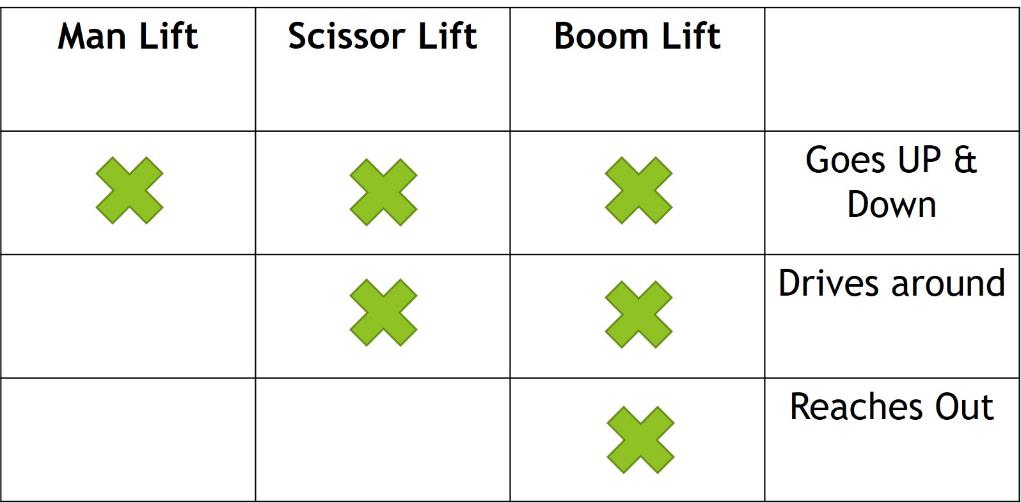 Man Lift
Scissor Lift
Boom Lift
Goes UP &
Down
Drives around
Reaches Out